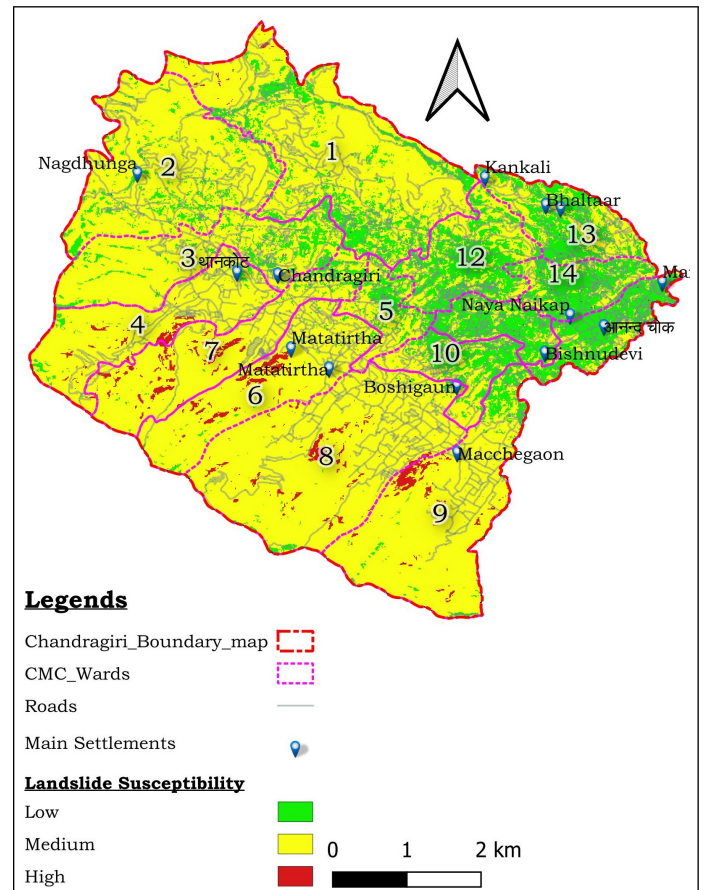 1
Nagdhunga
2
Kankali
Bhaltaar
13
12
3
थानकोट
Chandragiri
14
Ma
Naya Naikap
5
4
आनन्द चोक
7
Matatirtha
10
Bishnudevi
Matatirtha
Boshigaun
6
8
Macchegaon
9
Legends
Chandragiri_Boundary_map
CMC_Wards
Roads
Main Settlements
Landslide Susceptibility
Low
Medium
High
0 1 2 km